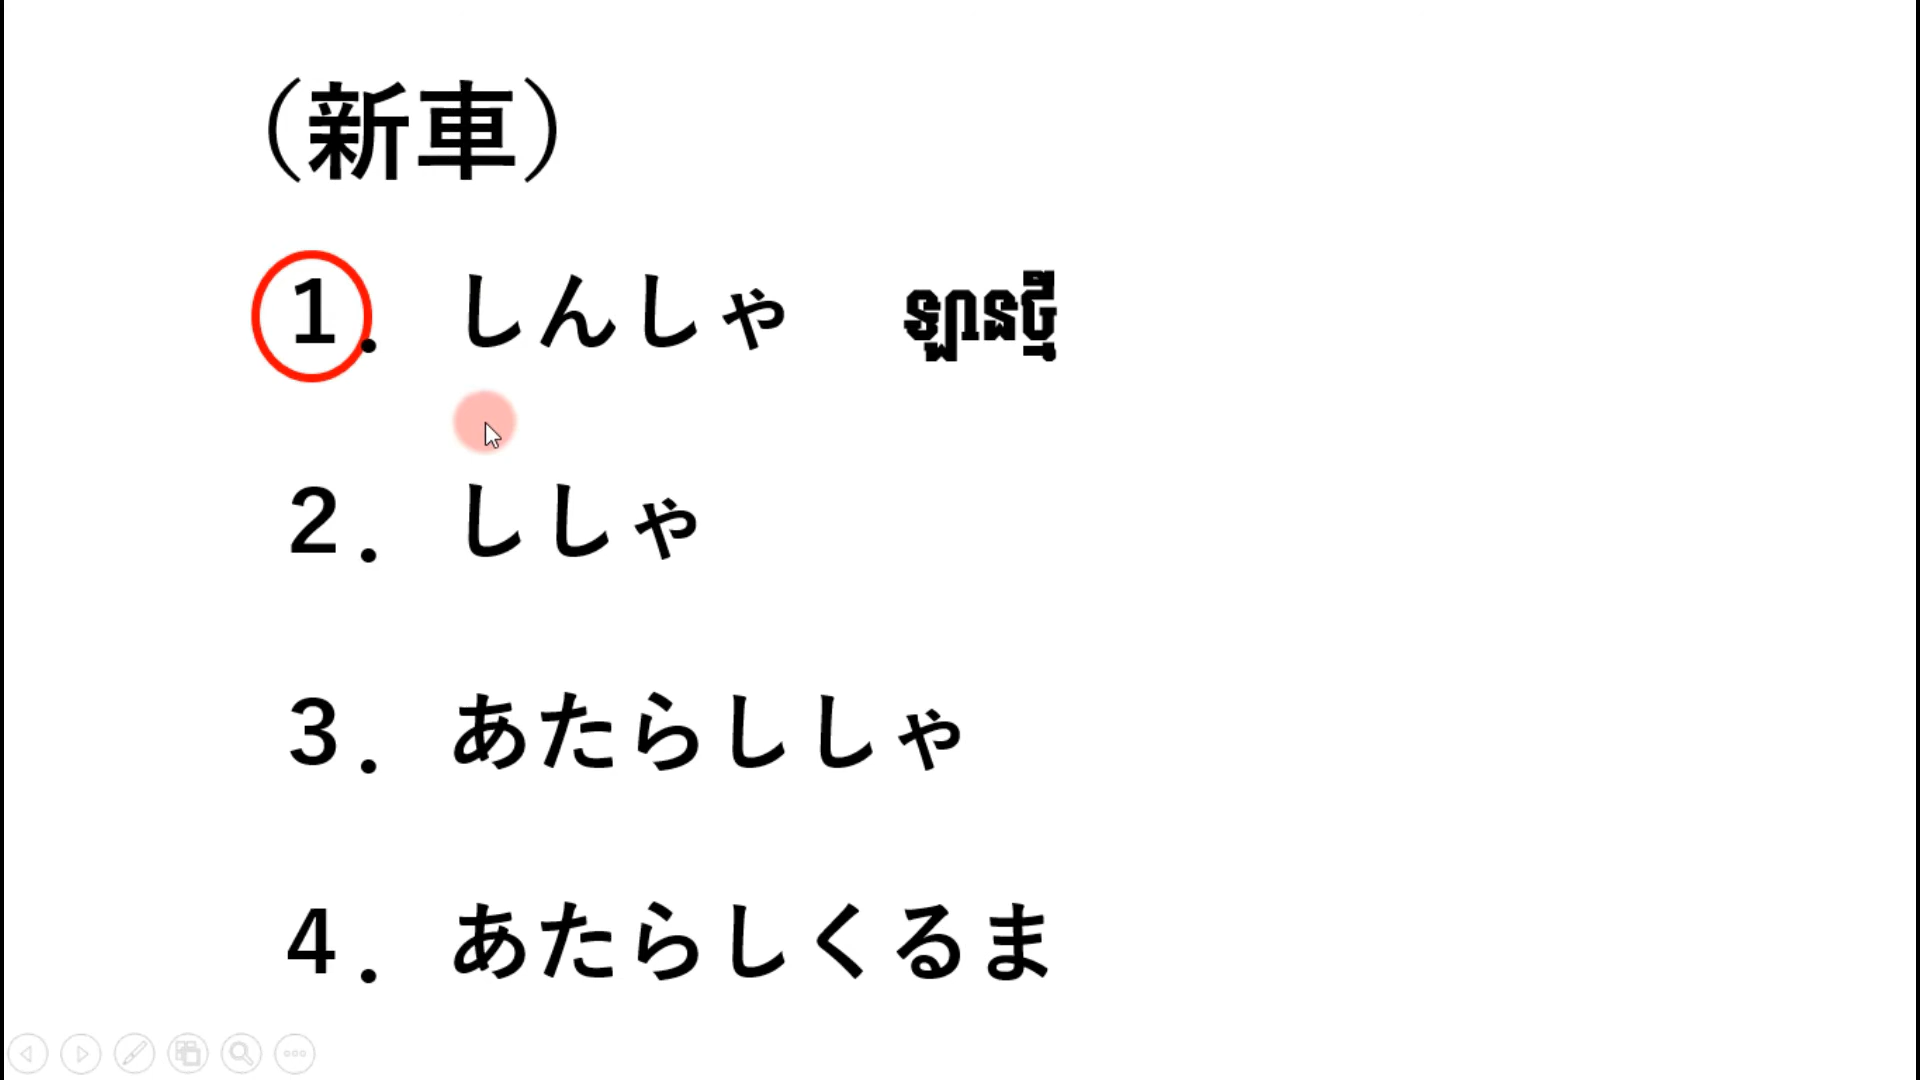 （新車）
1． しんしゃ ឡានថ្មី
2． ししゃ
3． あたらししゃ
4． あたらしくるま